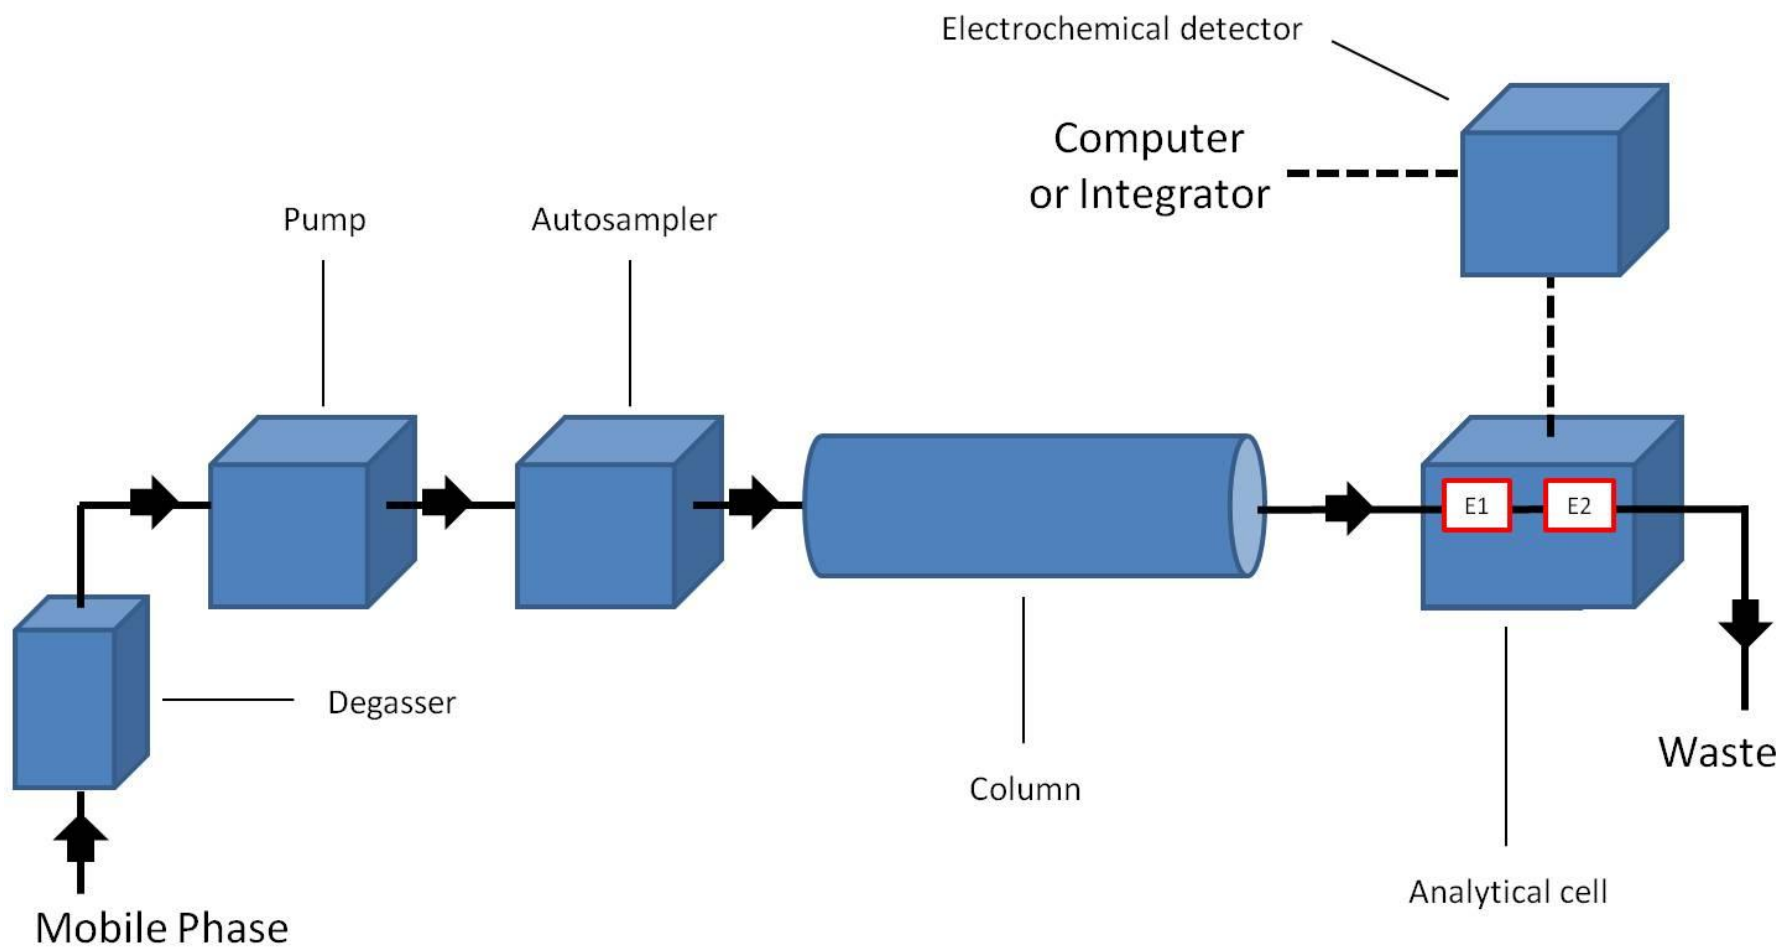 Electrochemical detector
Computer
or Integrator
Pump
Autosampler
E1
E2
Degasser
Waste
Column
Analytical cell
Mobile Phase